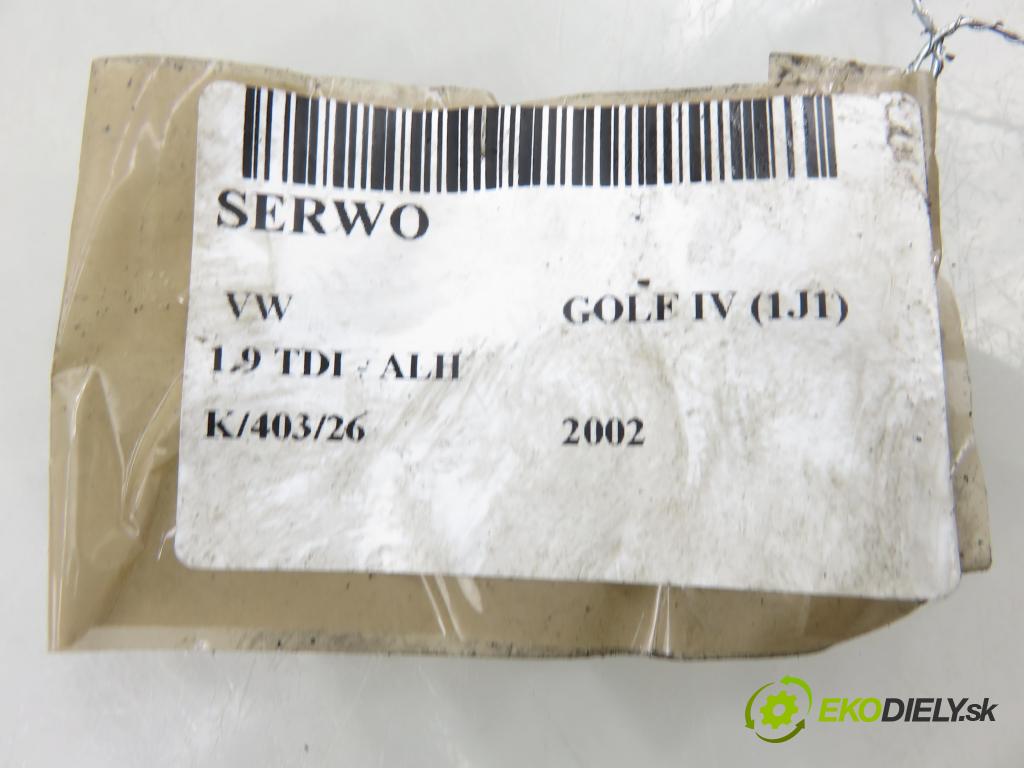 SERWO
VW GOLF IV (1J1)
1.9 TDI - ALH
K/403/26 2002
EKODIELY.sk